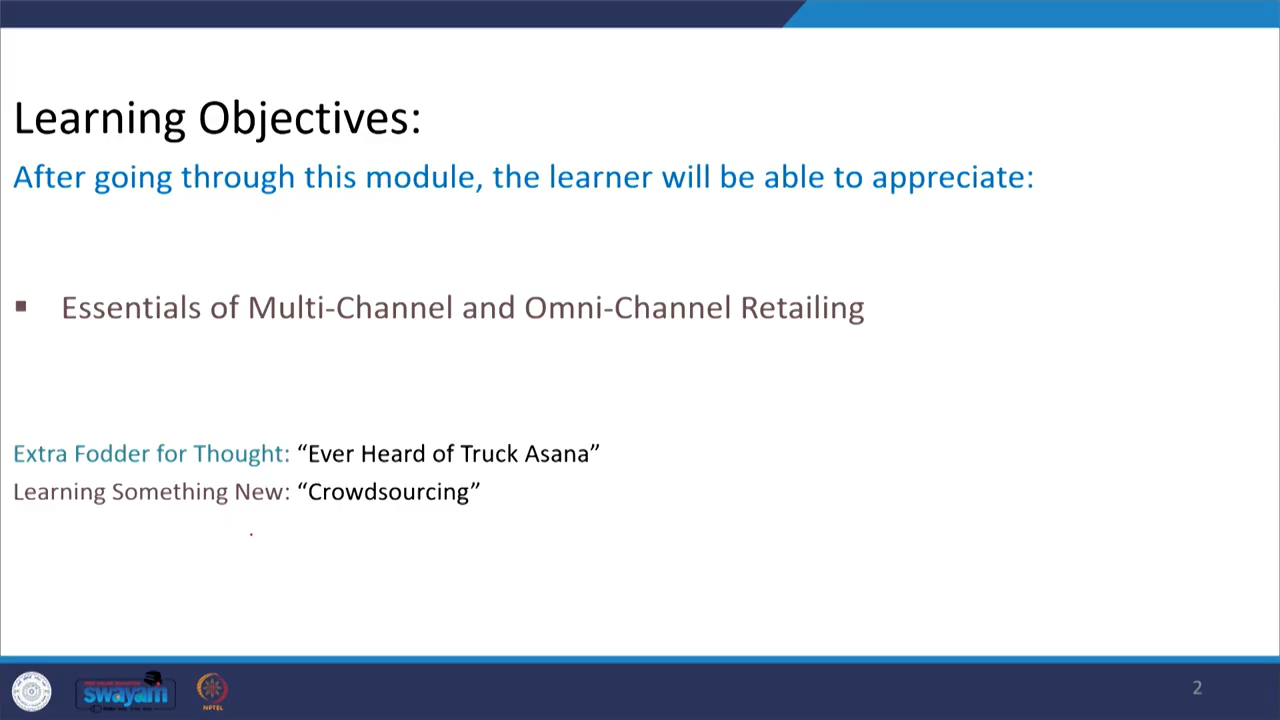 Learning Objectives:
After going through this module, the learner will be able to appreciate:
▪ Essentials of Multi-Channel and Omni-Channel Retailing
Extra Fodder for Thought: “Ever Heard of Truck Asana”
Learning Something New: “Crowdsourcing”
swayam
NPTEL
2